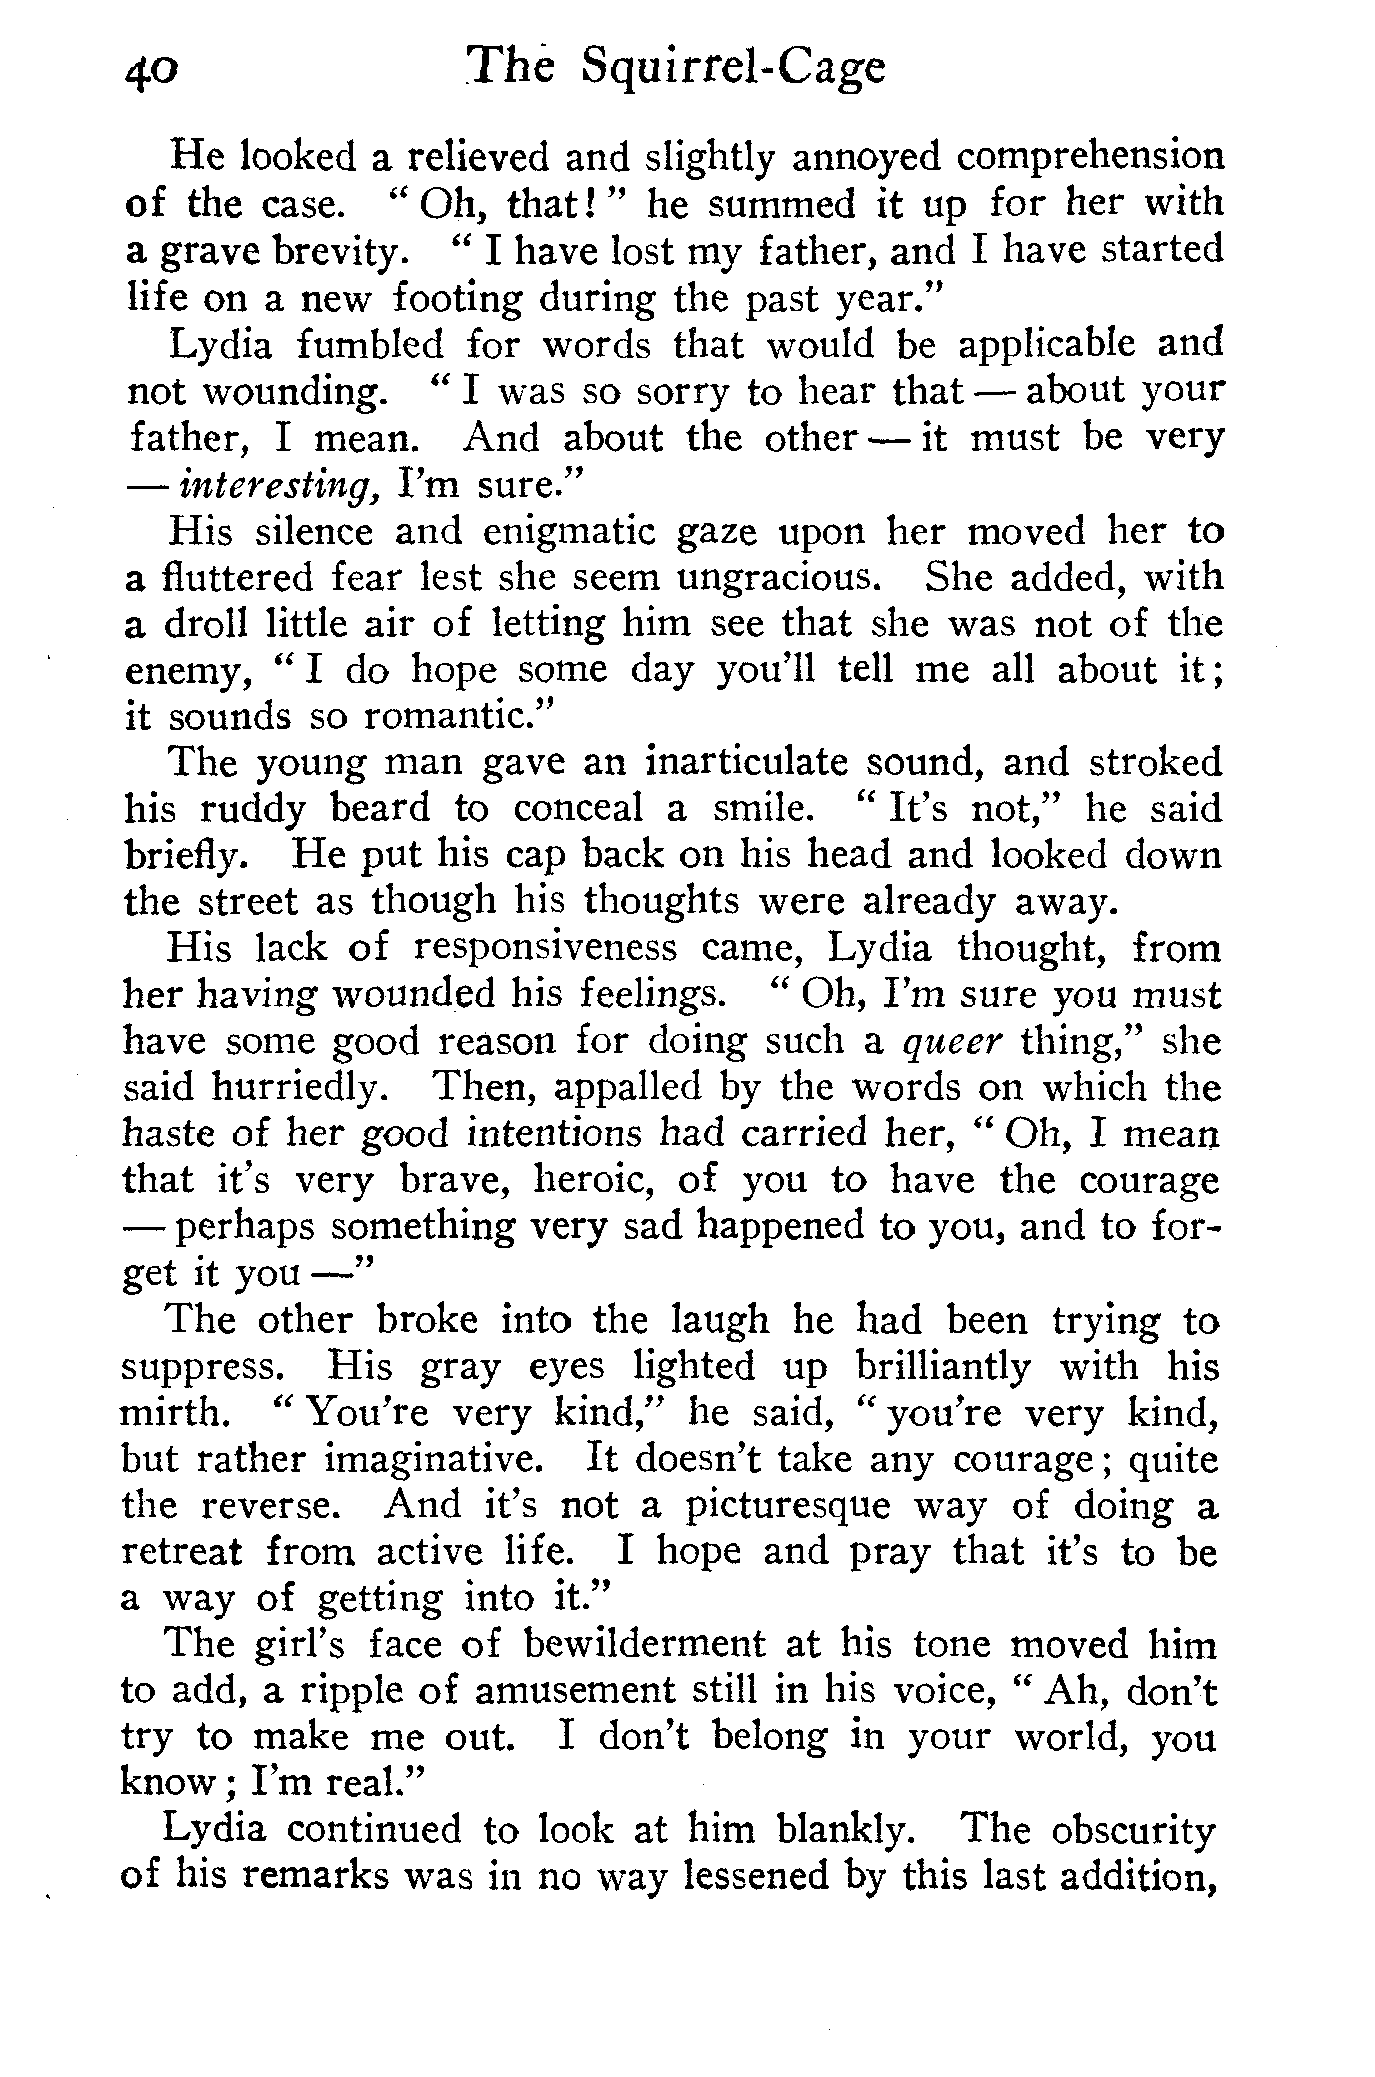 40 The Squirrel-Cage
He looked a relieved and slightly annoyed comprehension
of the case. " Oh, that! " he summed it up for her with
a grave brevity. " I have lost my father, and I have started
life on a new footing during the past year."
Lydia fumbled for words that would be applicable and
not wounding. " I was so sorry to hear that — about your
father, I mean. And about the other — it must be very
— interesting, I'm sure."
His silence and enigmatic gaze upon her moved her to
a fluttered fear lest she seem ungracious. She added, with
a droll little air of letting him see that she was not of the
enemy, " I do hope some day you'll tell me all about it;
it sounds so romantic."
The young man gave an inarticulate sound, and stroked
his ruddy beard to conceal a smile. " It's not," he said
briefly. He put his cap back on his head and looked down
the street as though his thoughts were already away.
His lack of responsiveness came, Lydia thought, from
her having wounded his feelings. " Oh, I'm sure you must
have some good reason for doing such a queer thing," she
said hurriedly. Then, appalled by the words on which the
haste of her good intentions had carried her, " Oh, I mean
that it's very brave, heroic, of you to have the courage
— perhaps something very sad happened to you, and to for-
get it you —"
The other broke into the laugh he had been trying to
suppress. His gray eyes lighted up brilliantly with his
mirth. " You're very kind," he said, " you're very kind,
but rather imaginative. It doesn't take any courage; quite
the reverse. And it's not a picturesque way of doing a
retreat from active life. I hope and pray that it's to be
a way of getting into it."
The girl's face of bewilderment at his tone moved him
to add, a ripple of amusement still in his voice, " Ah, don't
try to make me out. I don't belong in your world, you
know; I'm real."
Lydia continued to look at him blankly. The obscurity
of his remarks was in no way lessened by this last addition,